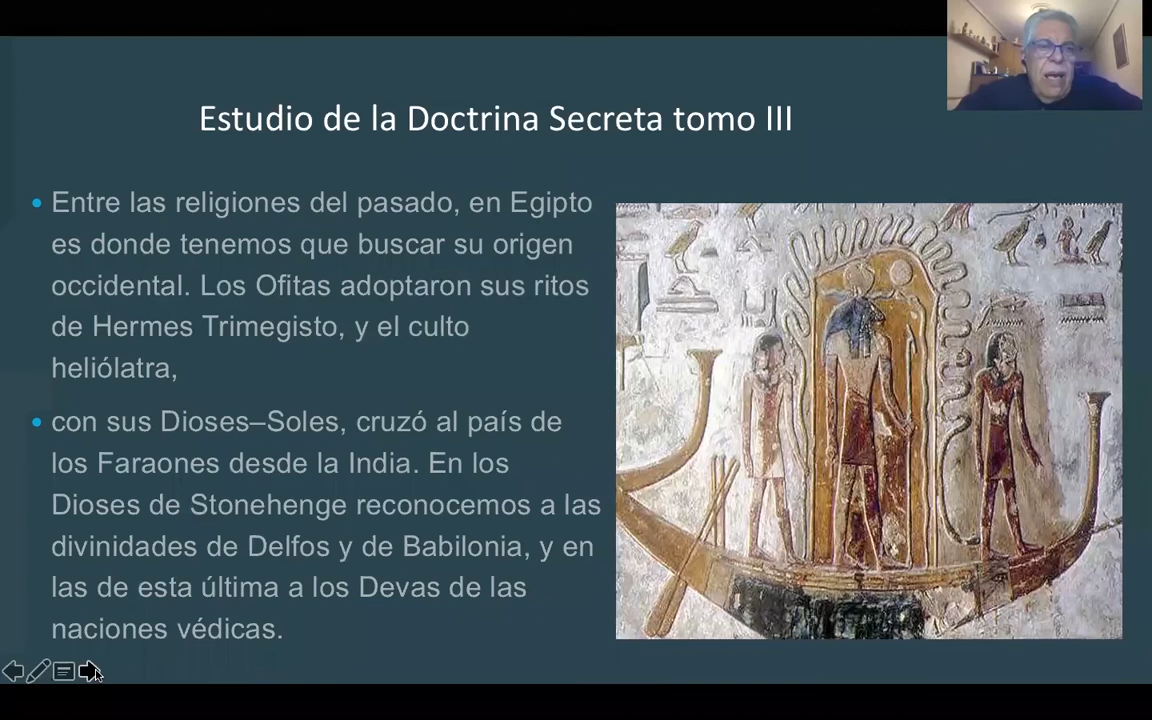 Estudio de la Doctrina Secreta tomo III
• Entre las religiones del pasado, en Egipto
es donde tenemos que buscar su origen
occidental. Los Ofitas adoptaron sus ritos
de Hermes Trimegisto, y el culto
heliólatra,
• con sus Dioses–Soles, cruzó al país de
los Faraones desde la India. En los
Dioses de Stonehenge reconocemos a las
divinidades de Delfos y de Babilonia, y en
las de esta última a los Devas de las
naciones védicas.